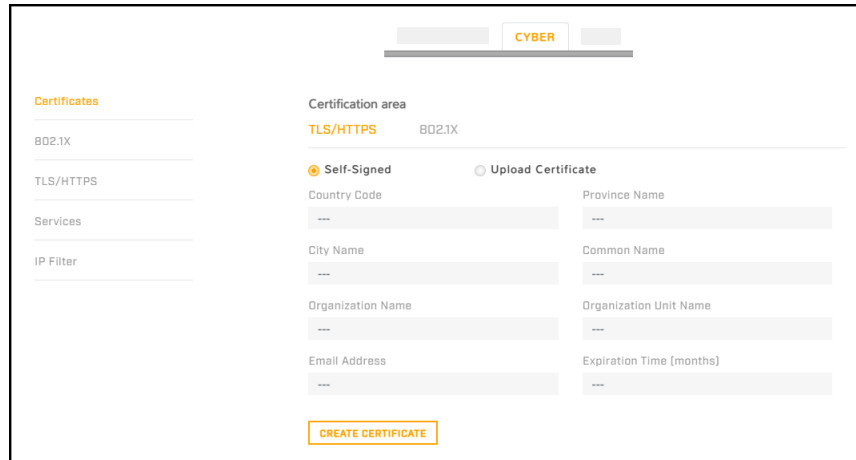 CYBER
Certificates
802.1X
TLS/HTTPS
Services
IP Filter
Certification area
TLS/HTTPS 802.1X
Self-Signed Upload Certificate
Country Code Province Name
--- ---
City Name Common Name
--- ---
Organization Name Organization Unit Name
--- ---
Email Address Expiration Time (months)
--- ---
CREATE CERTIFICATE